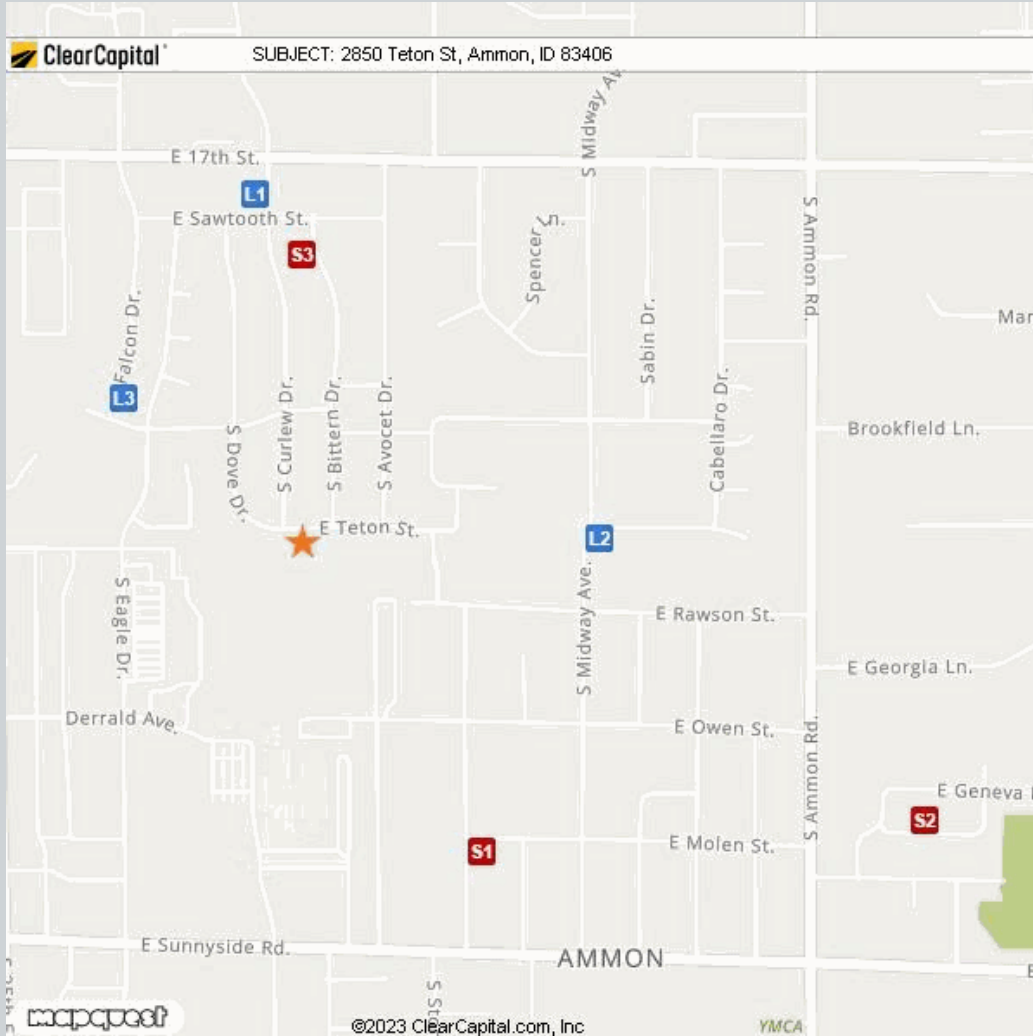 ClearCapital
SUBJECT: 2850 Teton St, Ammon, ID 83406
S Midway Av
E 17th St.
L1
E Sawtooth St.
S3
Spencer Ln.
S Ammon Rd.
Falcon Dr.
Sabin Dr.
Mar
L3
S Curlew Dr.
S Bittern Dr.
S Avocet Dr.
Cabellaro Dr.
Brookfield Ln.
S Dove Dr.
E Teton St.
L2
S Eagle Dr.
S Midway Ave.
E Rawson St.
E Georgia Ln.
Derrald Ave.
E Owen St.
S Ammon Rd.
E Geneva
S2
S1
E Molen St.
E Sunnyside Rd.
AMMON
E
S Sto
mapquest
©2023 ClearCapital.com, Inc
YMCA